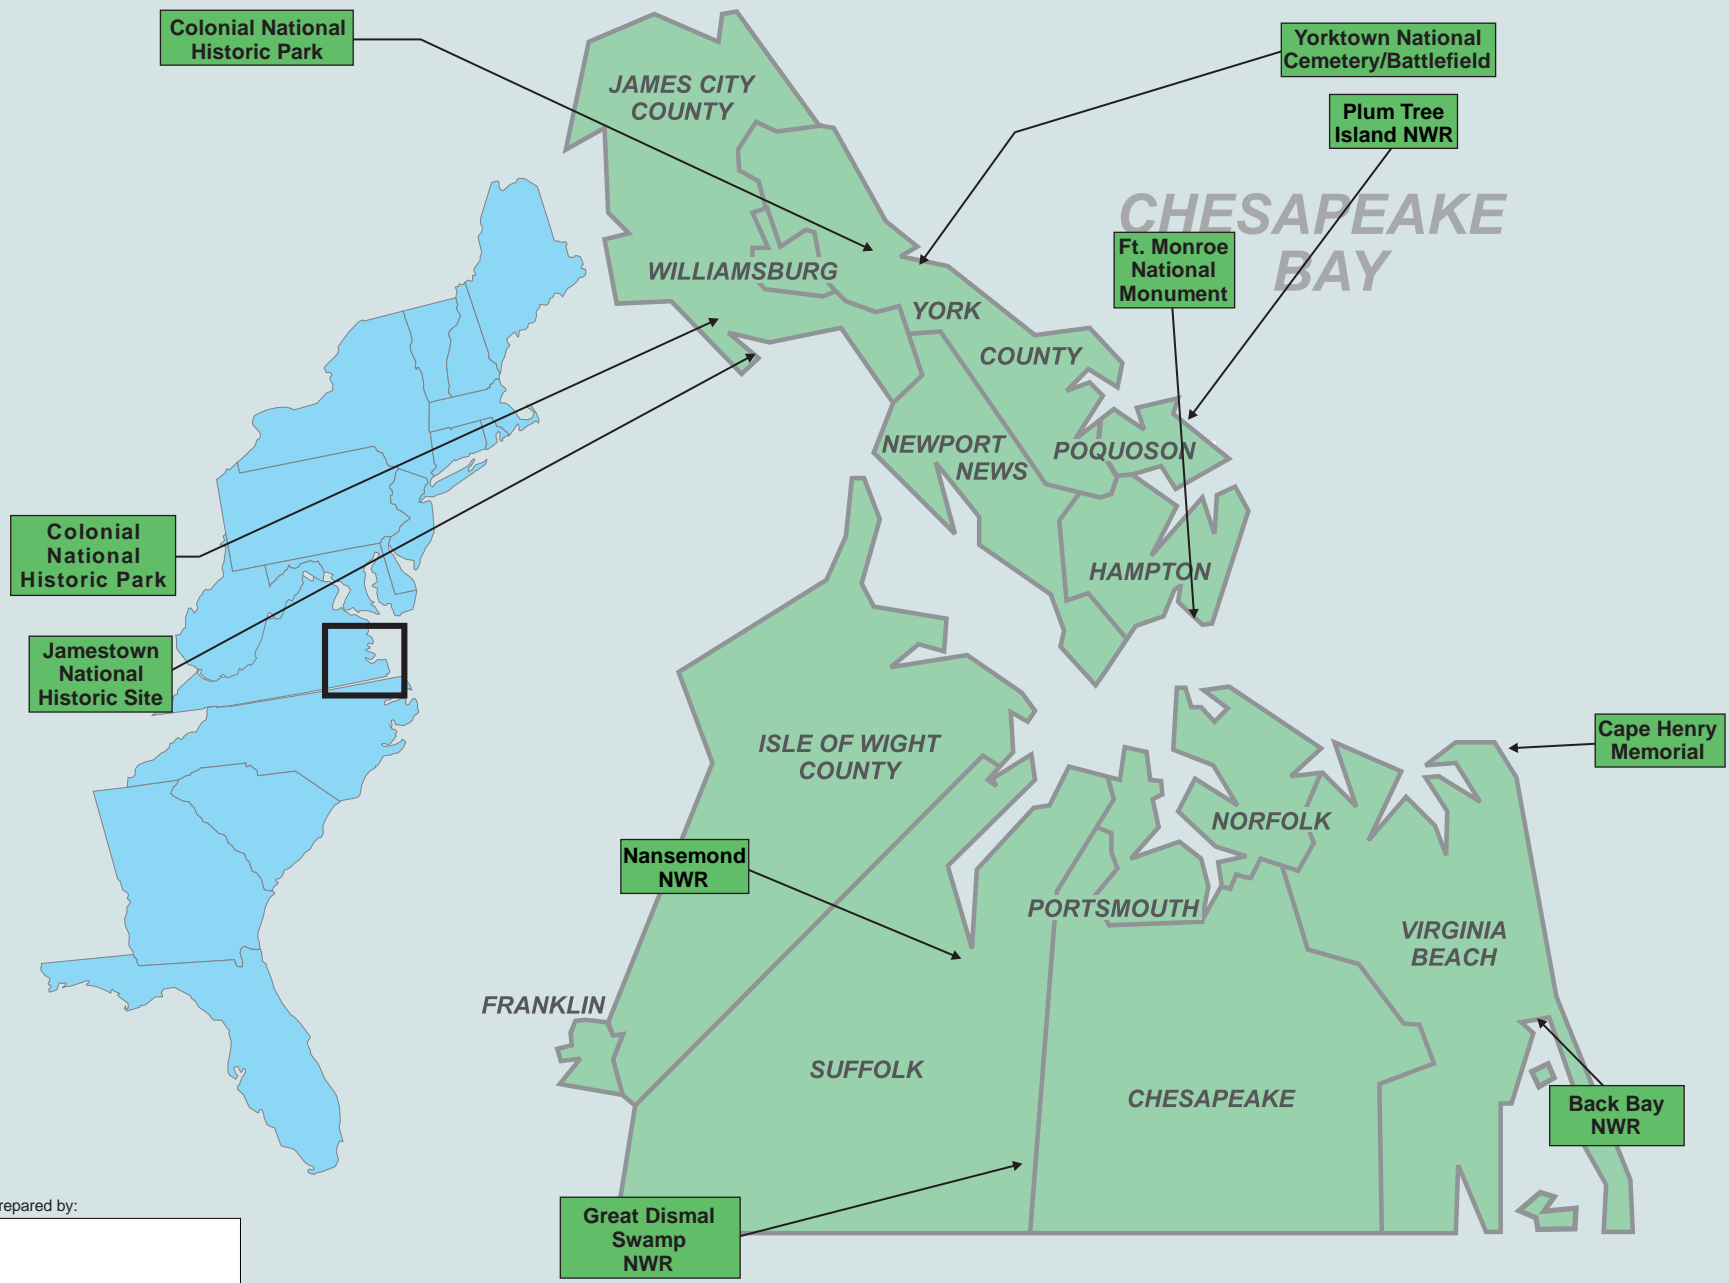 Colonial National
Historic Park
Yorktown National
Cemetery/Battlefield
JAMES CITY
COUNTY
Plum Tree
Island NWR
CHESAPEAKE
BAY
Ft. Monroe
National
Monument
WILLIAMSBURG
YORK
COUNTY
NEWPORT
NEWS
POQUOSON
Colonial
National
Historic Park
HAMPTON
Jamestown
National
Historic Site
ISLE OF WIGHT
COUNTY
Cape Henry
Memorial
NORFOLK
Nansemond
NWR
PORTSMOUTH
VIRGINIA
BEACH
FRANKLIN
SUFFOLK
CHESAPEAKE
Back Bay
NWR
repared by:
Great Dismal
Swamp
NWR